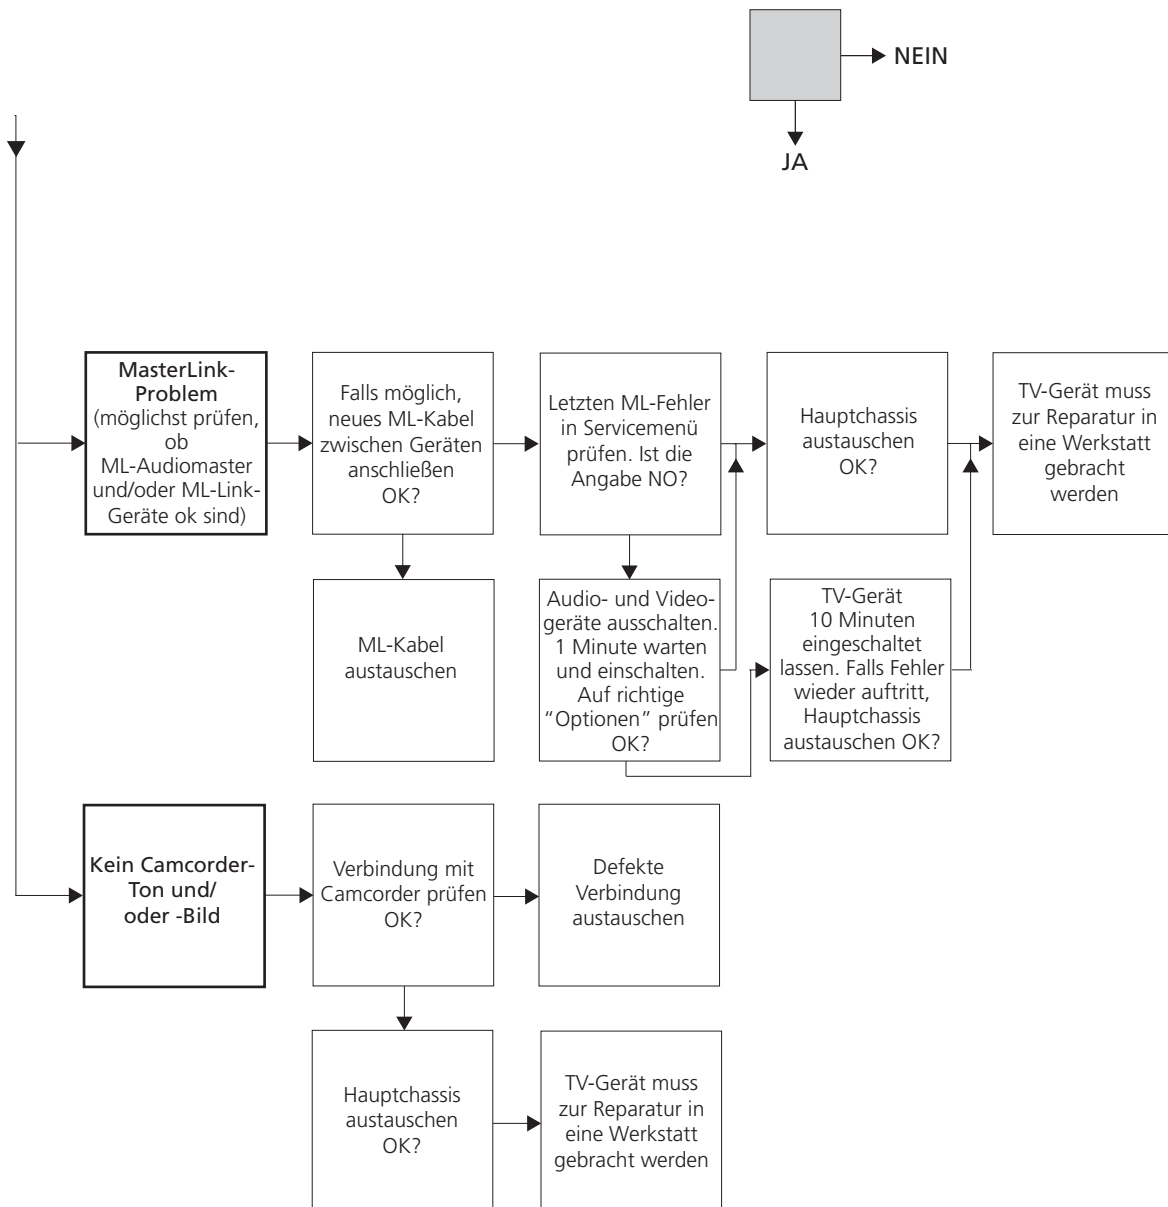 NEIN
JA
MasterLink-
Problem
(möglichst prüfen,
ob
ML-Audiomaster
und/oder ML-Link-
Geräte ok sind)
Falls möglich,
neues ML-Kabel
zwischen Geräten
anschließen
OK?
Letzten ML-Fehler
in Servicemenü
prüfen. Ist die
Angabe NO?
Hauptchassis
austauschen
OK?
TV-Gerät muss
zur Reparatur in
eine Werkstatt
gebracht
werden
ML-Kabel
austauschen
Audio- und Video-
geräte ausschalten.
1 Minute warten
und einschalten.
Auf richtige
“Optionen” prüfen
OK?
TV-Gerät
10 Minuten
eingeschaltet
lassen. Falls Fehler
wieder auftritt,
Hauptchassis
austauschen OK?
Kein Camcorder-
Ton und/
oder -Bild
Verbindung mit
Camcorder prüfen
OK?
Defekte
Verbindung
austauschen
Hauptchassis
austauschen
OK?
TV-Gerät muss
zur Reparatur in
eine Werkstatt
gebracht werden